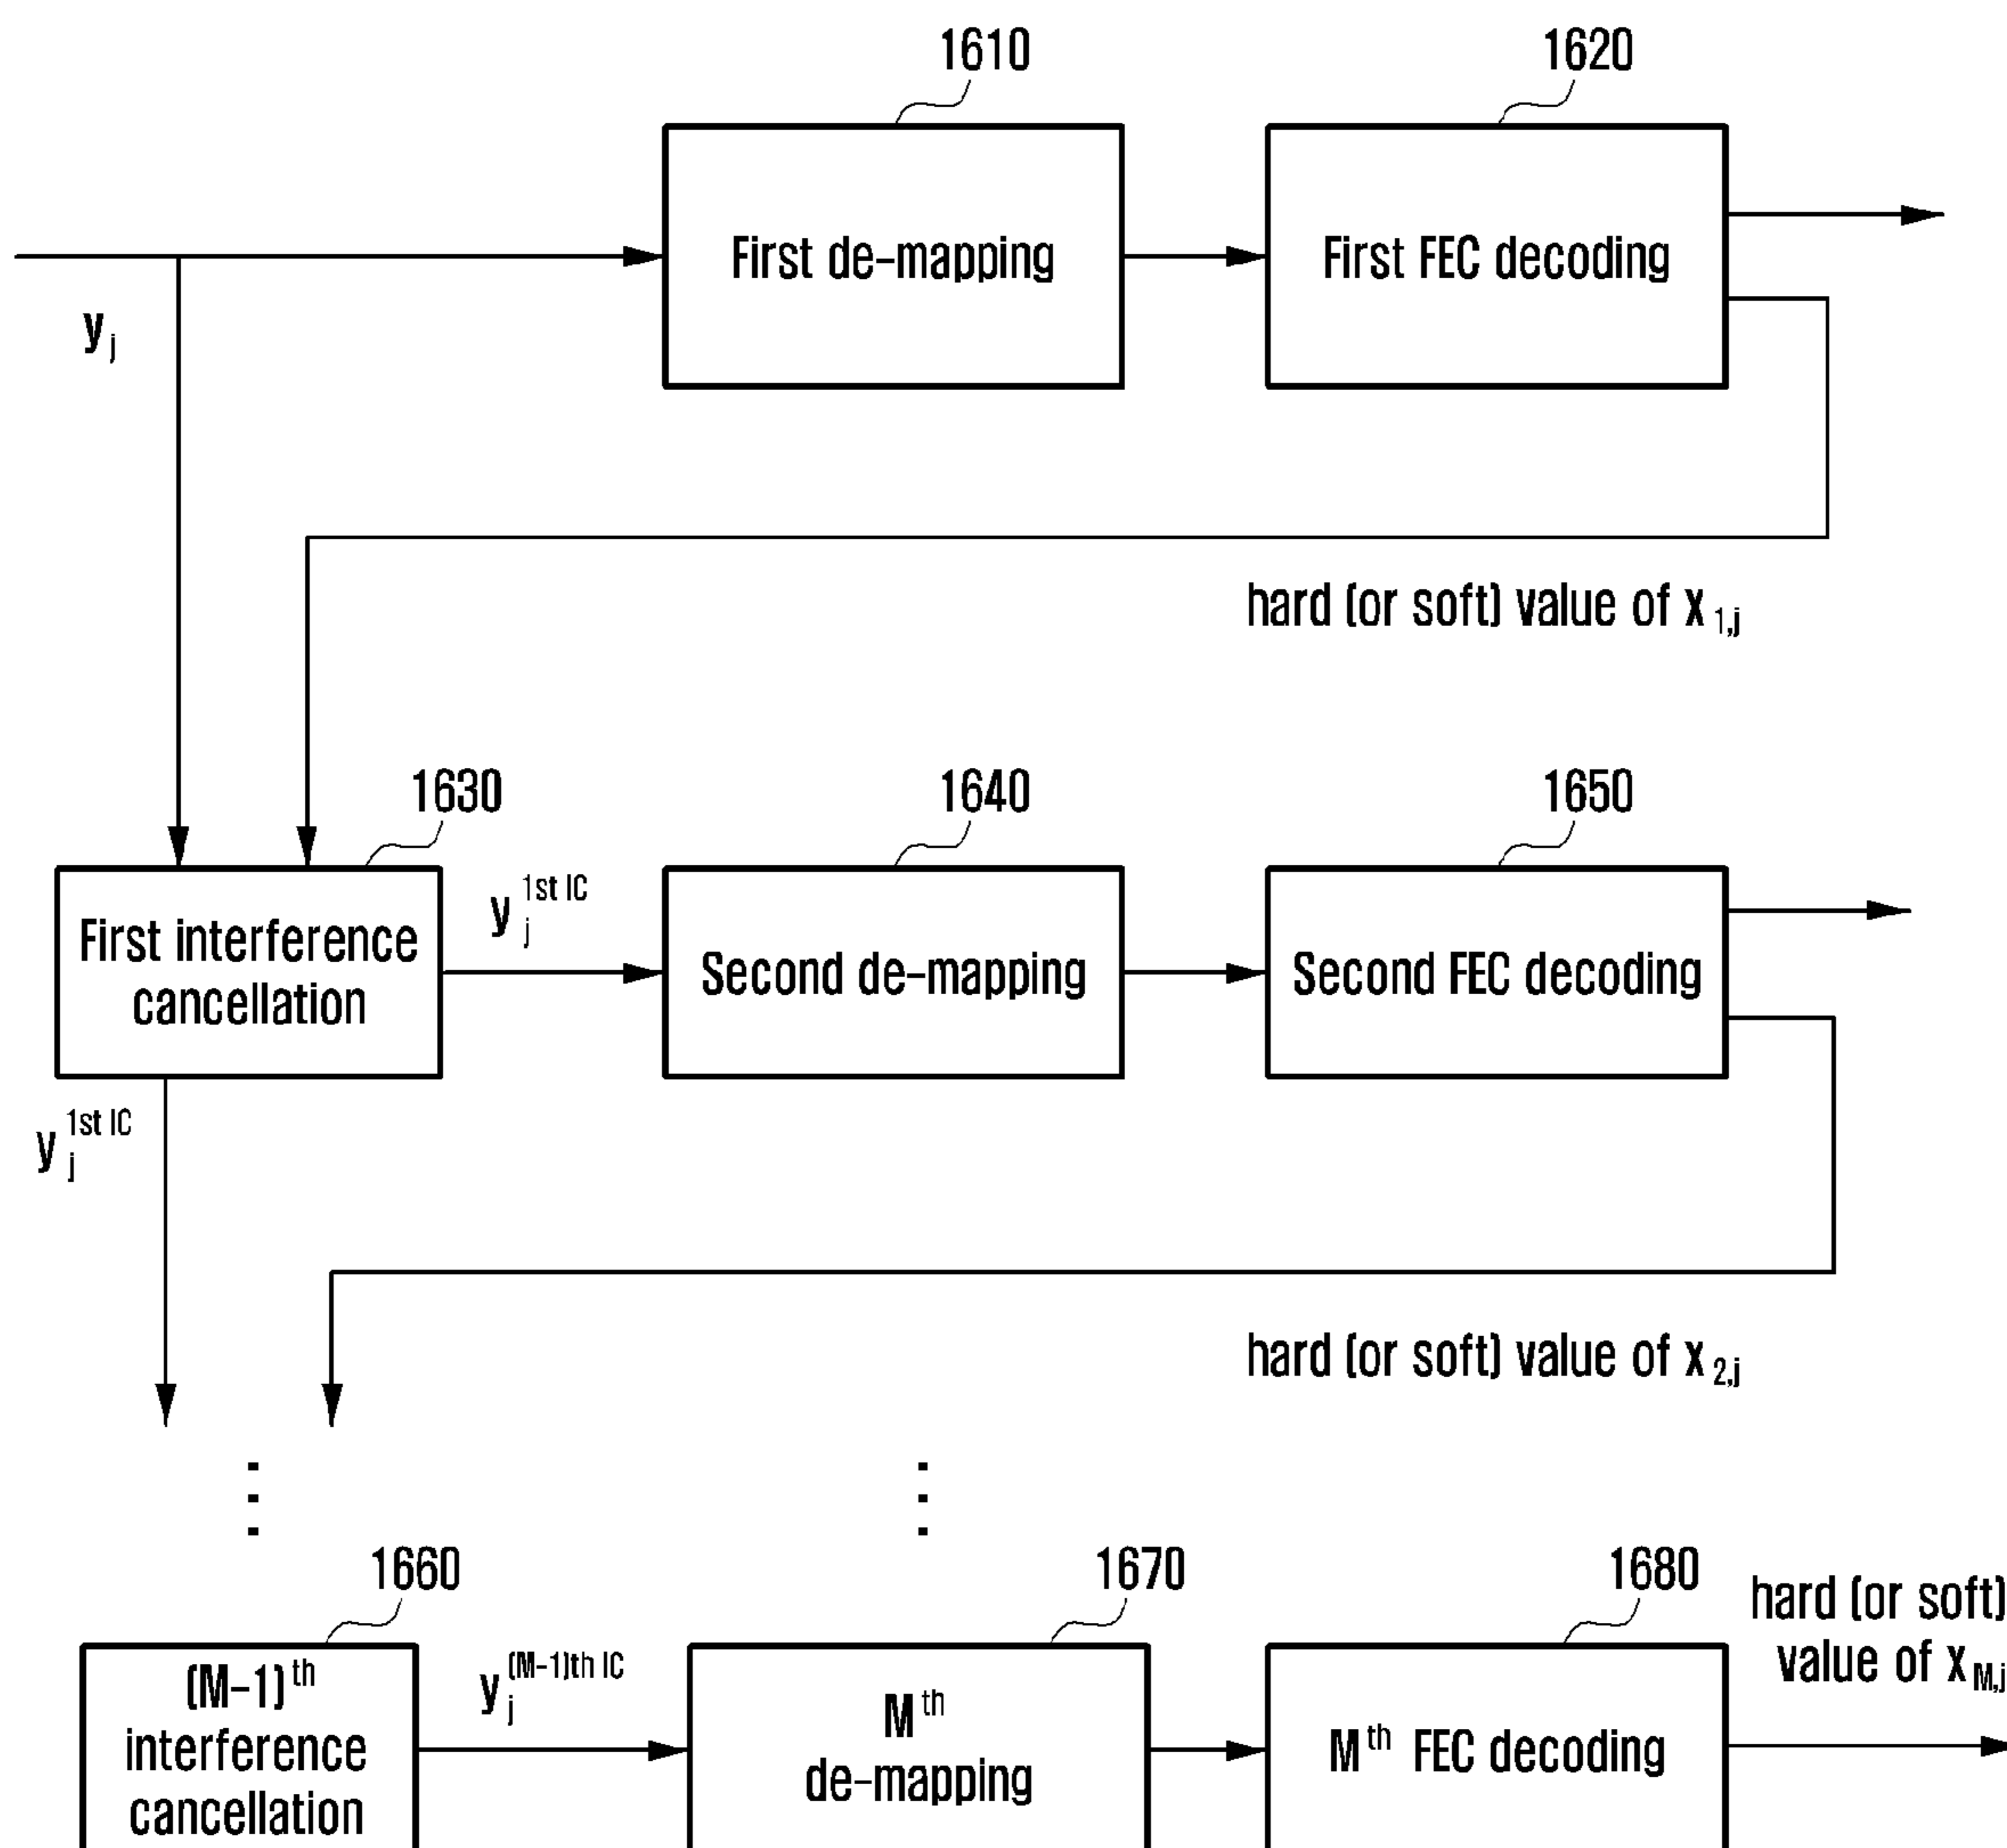 1610
1620
First de-mapping
First FEC decoding
y j
hard (or soft) value of x 1,j
1630
1640
1650
First interference
cancellation
y j 1st IC
Second de-mapping
Second FEC decoding
y j 1st IC
hard (or soft) value of x 2,j
1660
1670
1680
(M-1) th
interference
cancellation
y j (M-1)th IC
M th
de-mapping
M th FEC decoding
hard (or soft)
value of x M,j